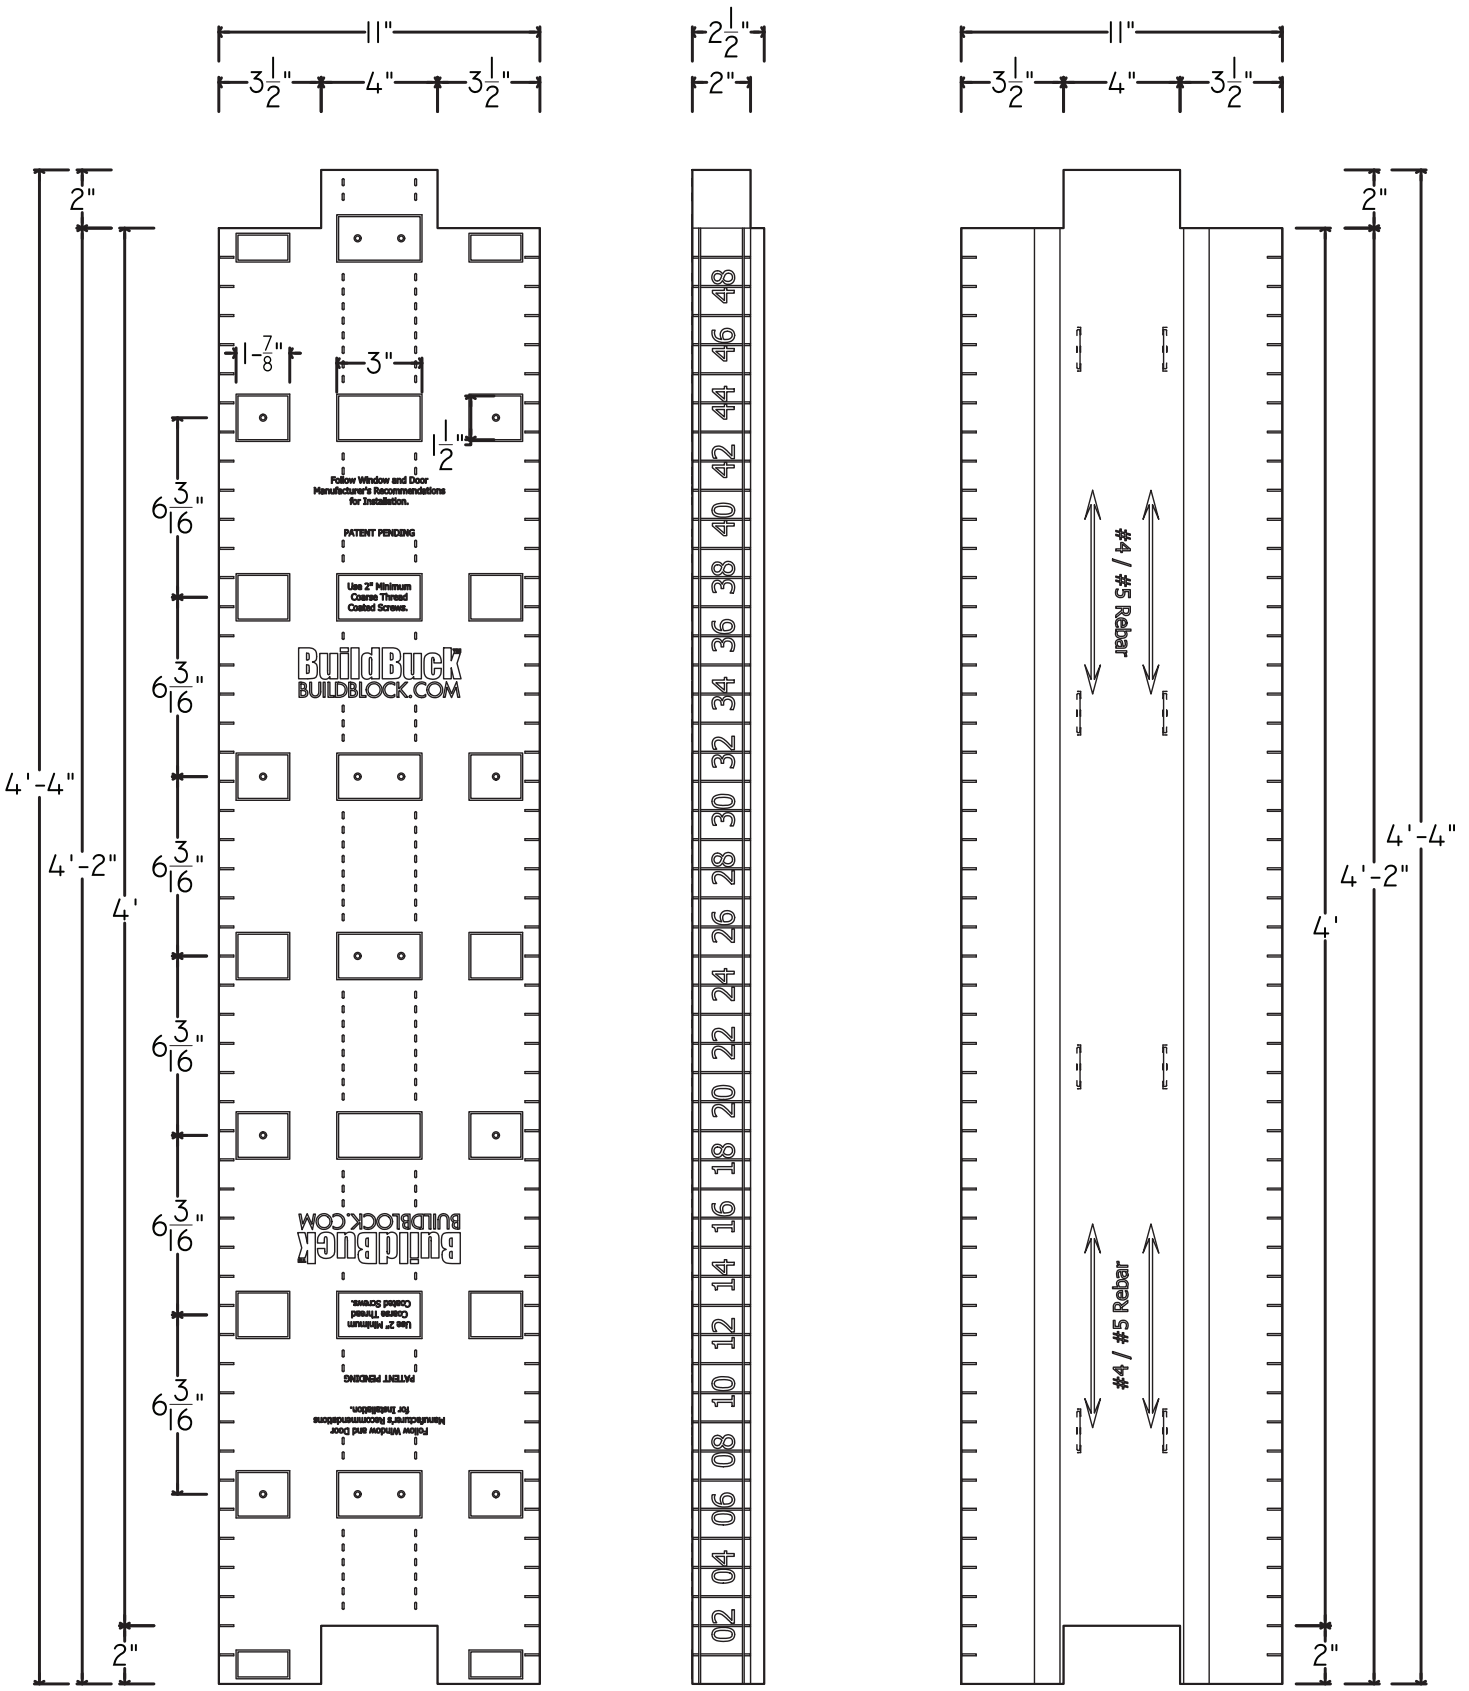 11"
2 1/2"
11"
3 1/2"
4"
3 1/2"
2"
3 1/2"
4"
3 1/2"
2"
2"
1-7/8"
3"
1 1/2"
Follow Window and Door
Manufacturer's Recommendations
for Installation.
PATENT PENDING
Use 2" Minimum
Coarse Thread
Coated Screws.
BuildBuck™
BUILDBLOCK.COM
6 3/16"
6 3/16"
6 3/16"
6 3/16"
6 3/16"
6 3/16"
4'-4"
4'-2"
4'
2"
BuildBuck™
BUILDBLOCK.COM
Use 2" Minimum
Coarse Thread
Coated Screws.
PATENT PENDING
Follow Window and Door
Manufacturer's Recommendations
for Installation.
48
46
44
42
40
38
36
34
32
30
28
26
24
22
20
18
16
14
12
10
08
06
04
02
#4 / #5 Rebar
#4 / #5 Rebar
4'
4'-2"
4'-4"
2"